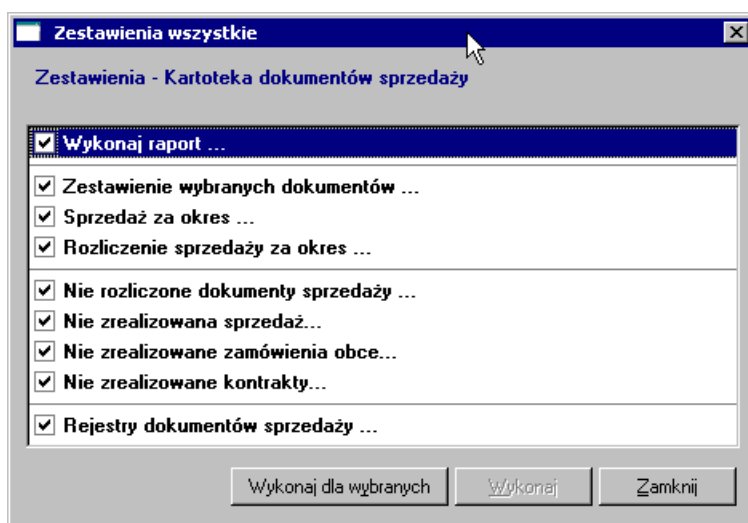 Zestawienia wszystkie
Zestawienia - Kartoteka dokumentów sprzedaży
Wykonaj raport ...
Zestawienie wybranych dokumentów ...
Sprzedaż za okres ...
Rozliczenie sprzedaży za okres ...
Nie rozliczone dokumenty sprzedaży ...
Nie zrealizowana sprzedaż...
Nie zrealizowane zamówienia obce...
Nie zrealizowane kontrakty...
Rejestry dokumentów sprzedaży ...
Wykonaj dla wybranych Wykonaj Zamknij